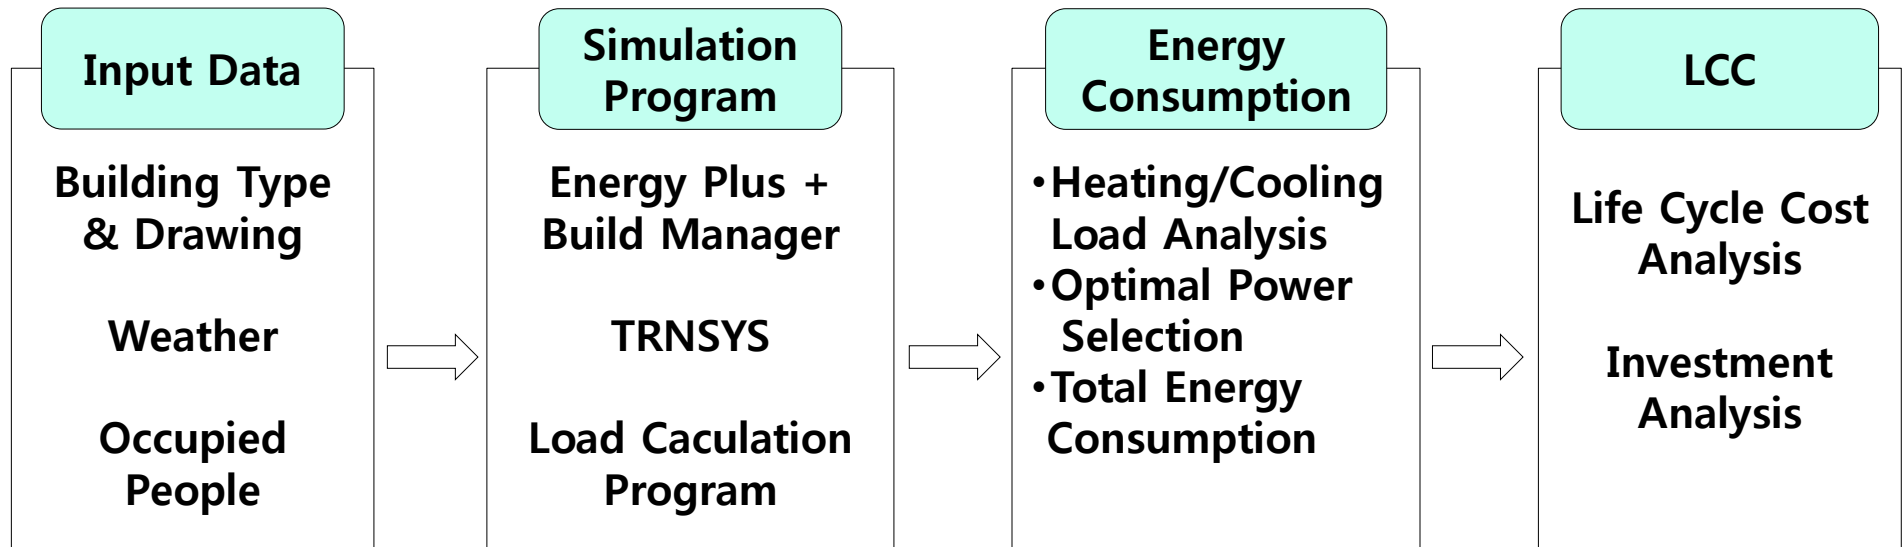 Input Data
Building Type
& Drawing
Weather
Occupied
People
Simulation
Program
Energy Plus +
Build Manager
TRNSYS
Load Caculation
Program
Energy
Consumption
•Heating/Cooling
Load Analysis
•Optimal Power
Selection
•Total Energy
Consumption
LCC
Life Cycle Cost
Analysis
Investment
Analysis